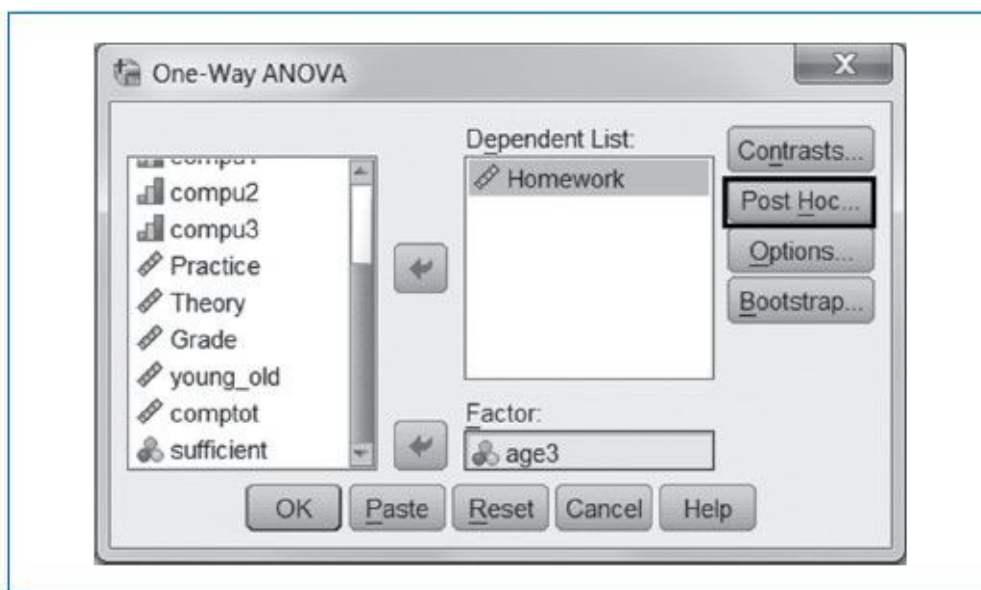 One-Way ANOVA
X
compu2
compu3
Practice
Theory
Grade
young_old
comptot
sufficient
Dependent List:
Homework
Factor:
age3
Contrasts...
Post Hoc...
Options...
Bootstrap...
OK
Paste
Reset
Cancel
Help